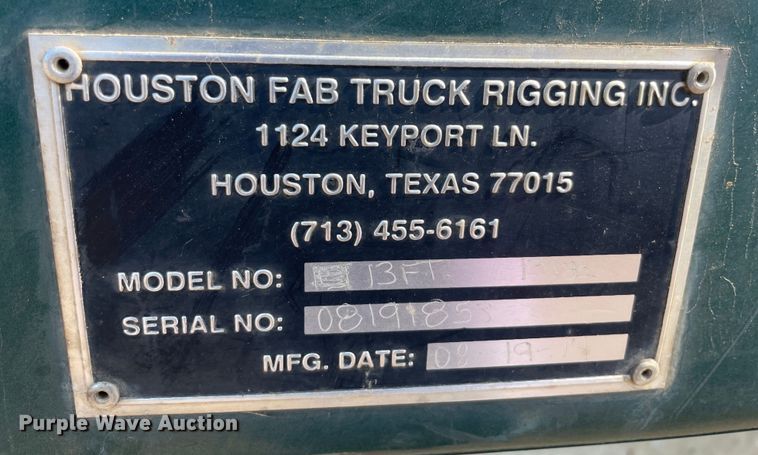 HOUSTON FAB TRUCK RIGGING INC.
1124 KEYPORT LN.
HOUSTON, TEXAS 77015
(713) 455-6161
MODEL NO: 13FT
SERIAL NO:
MFG. DATE:
Purple Wave Auction